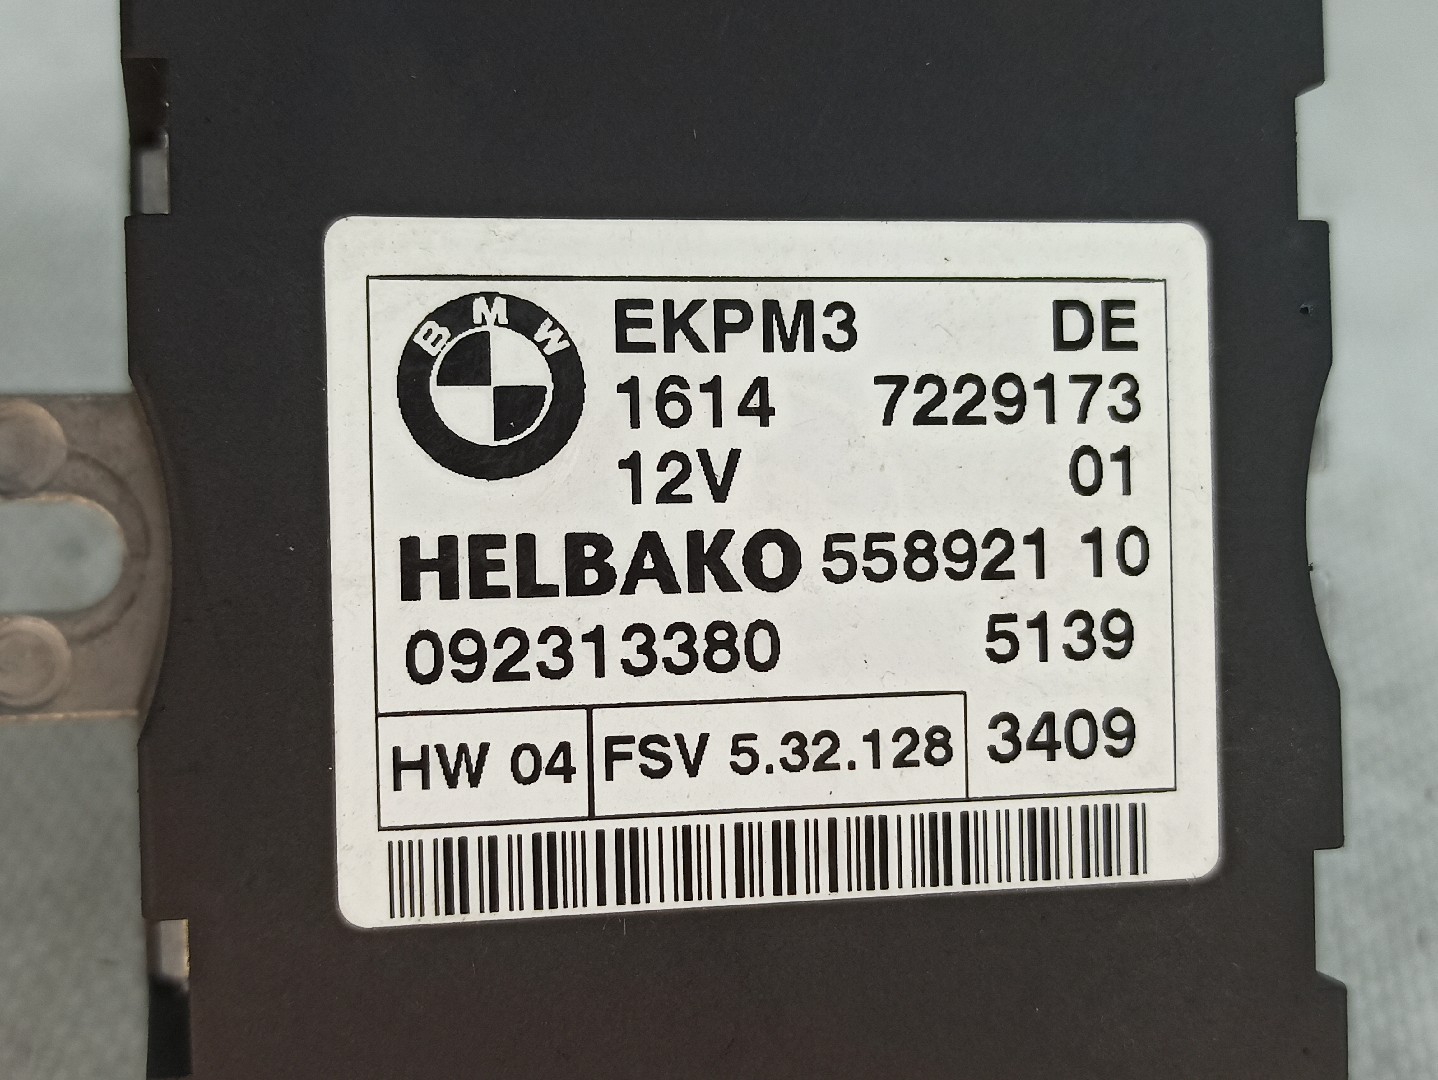 BMW
EKPM3 DE
1614 7229173
12V 01
HELBAKO 558921 10
092313380 5139
HW 04 FSV 5.32.128 3409